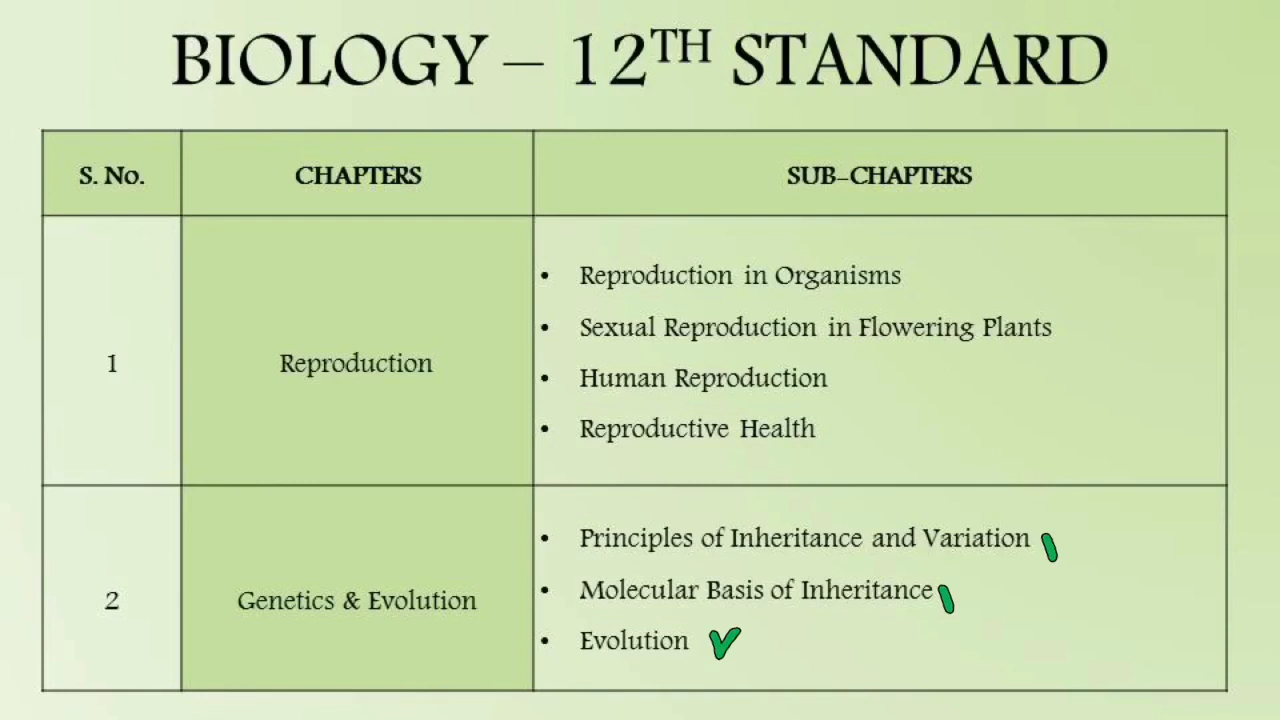 BIOLOGY – 12TH STANDARD
S. No.
CHAPTERS
SUB-CHAPTERS
1
Reproduction
• Reproduction in Organisms
• Sexual Reproduction in Flowering Plants
• Human Reproduction
• Reproductive Health
2
Genetics & Evolution
• Principles of Inheritance and Variation
• Molecular Basis of Inheritance
• Evolution